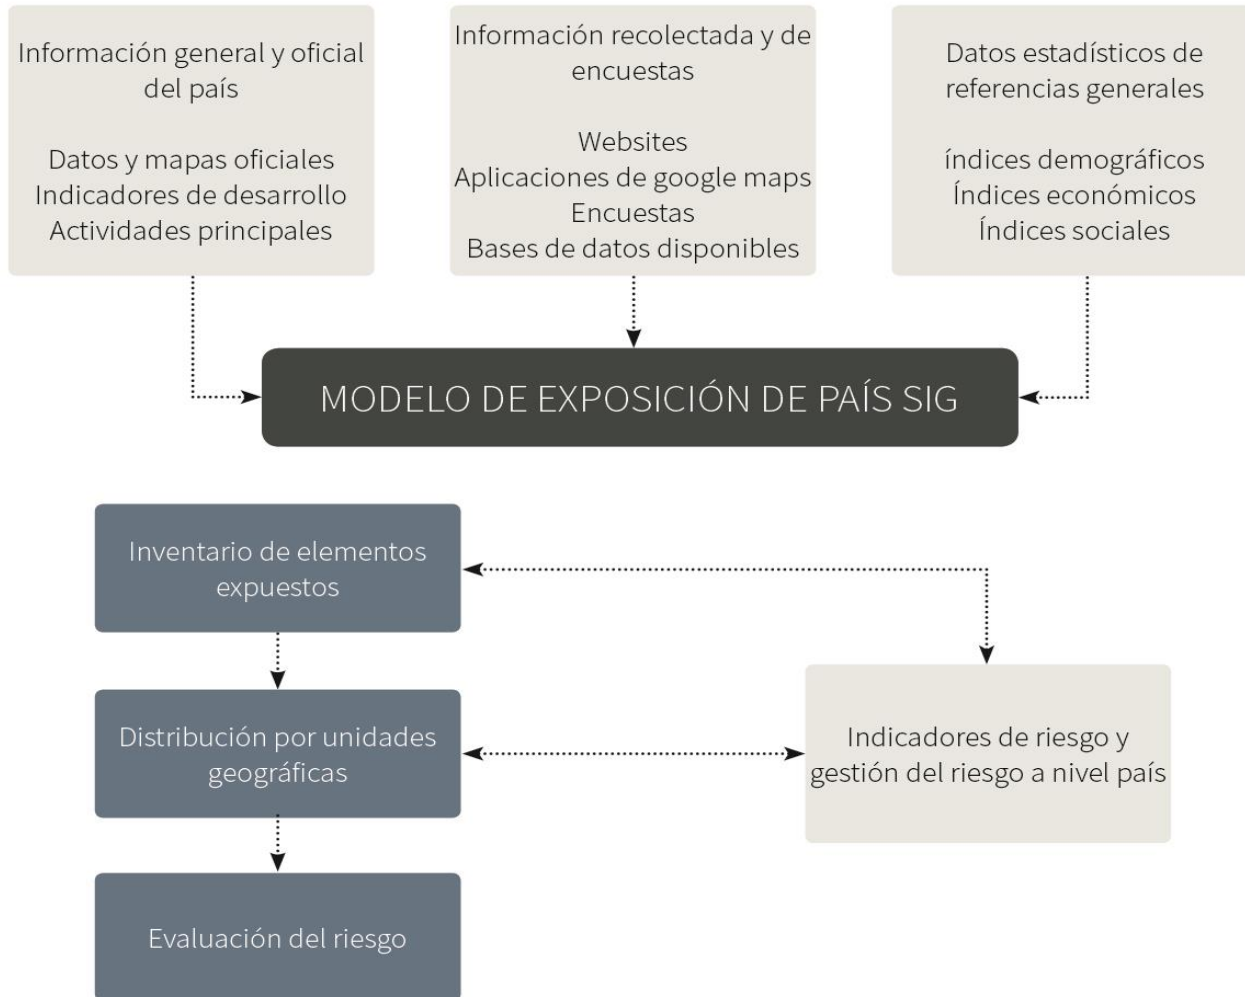 Información general y oficial
del país
Datos y mapas oficiales
Indicadores de desarrollo
Actividades principales
Información recolectada y de
encuestas
Websites
Aplicaciones de google maps
Encuestas
Bases de datos disponibles
Datos estadísticos de
referencias generales
índices demográficos
Índices económicos
Índices sociales
MODELO DE EXPOSICIÓN DE PAÍS SIG
Inventario de elementos
expuestos
Distribución por unidades
geográficas
Indicadores de riesgo y
gestión del riesgo a nivel país
Evaluación del riesgo